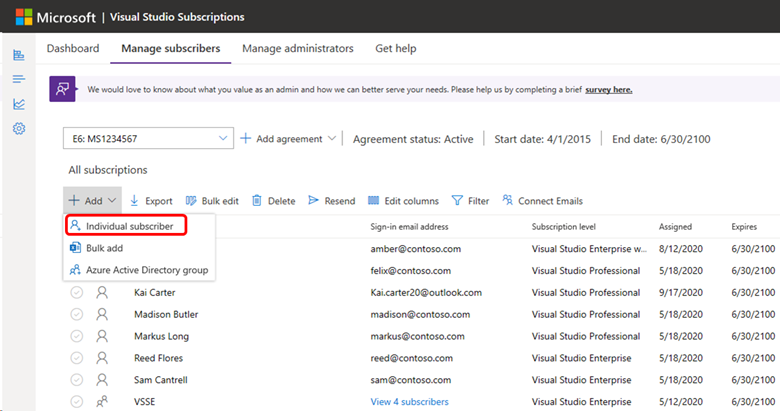 Microsoft | Visual Studio Subscriptions
Dashboard Manage subscribers Manage administrators Get help
We would love to know about what you value as an admin and how we can better serve your needs. Please help us by completing a brief survey here.
E6: MS1234567 Add agreement Agreement status: Active Start date: 4/1/2015 End date: 6/30/2100
All subscriptions
Add Export Bulk edit Delete Resend Edit columns Filter Connect Emails
Individual subscriber Sign-in email address Subscription level Assigned Expires
Bulk add amber@contoso.com Visual Studio Enterprise w... 8/12/2020 6/30/2100
Azure Active Directory group felix@contoso.com Visual Studio Professional 5/18/2020 6/30/2100
Kai Carter Kai.carter20@outlook.com Visual Studio Professional 9/17/2020 6/30/2100
Madison Butler madison@contoso.com Visual Studio Professional 5/18/2020 6/30/2100
Markus Long markus@contoso.com Visual Studio Professional 5/18/2020 6/30/2100
Reed Flores reed@contoso.com Visual Studio Enterprise 5/18/2020 6/30/2100
Sam Cantrell sam@contoso.com Visual Studio Enterprise 5/18/2020 6/30/2100
VSSE View 4 subscribers Visual Studio Enterprise 8/12/2020 6/30/2100